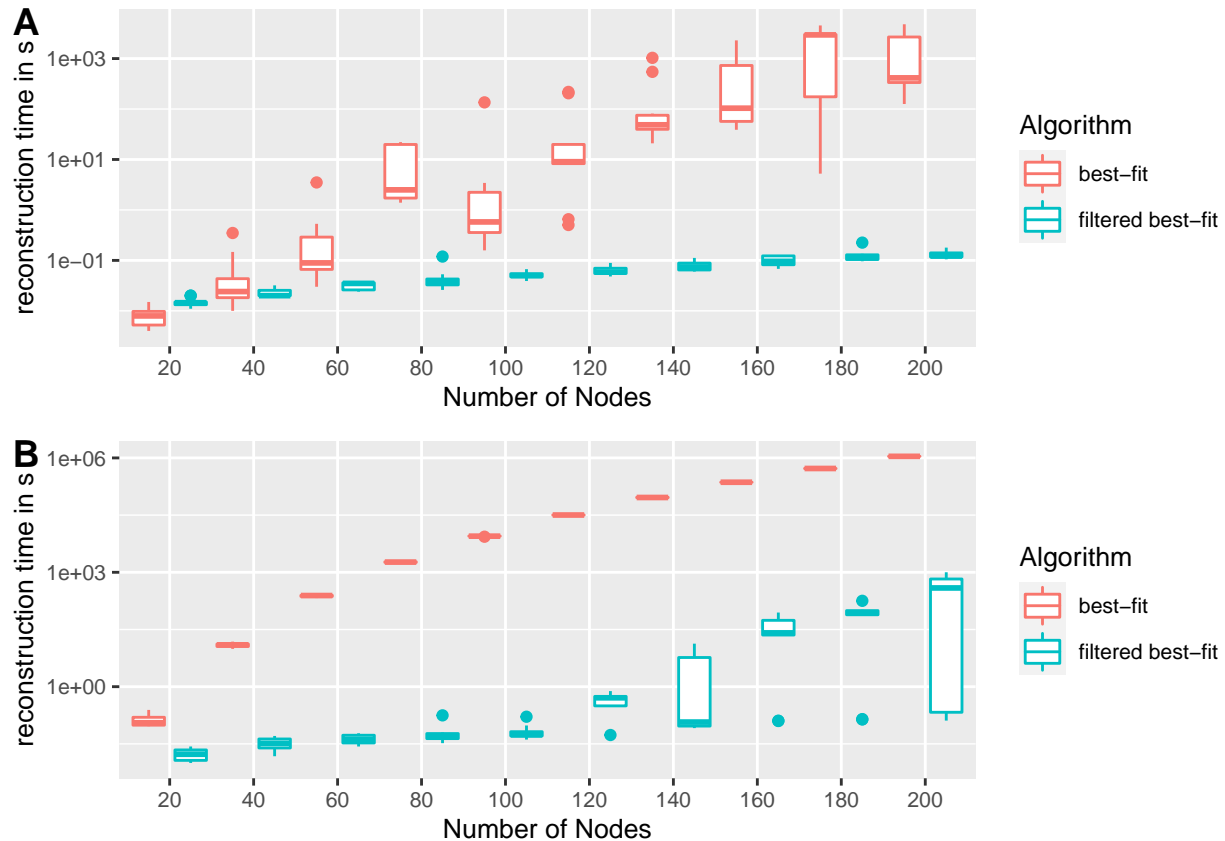 A
reconstruction time in s
1e+03
1e+01
1e−01
20 40 60 80 100 120 140 160 180 200
Number of Nodes
Algorithm
best−fit
filtered best−fit
B
reconstruction time in s
1e+06
1e+03
1e+00
20 40 60 80 100 120 140 160 180 200
Number of Nodes
Algorithm
best−fit
filtered best−fit